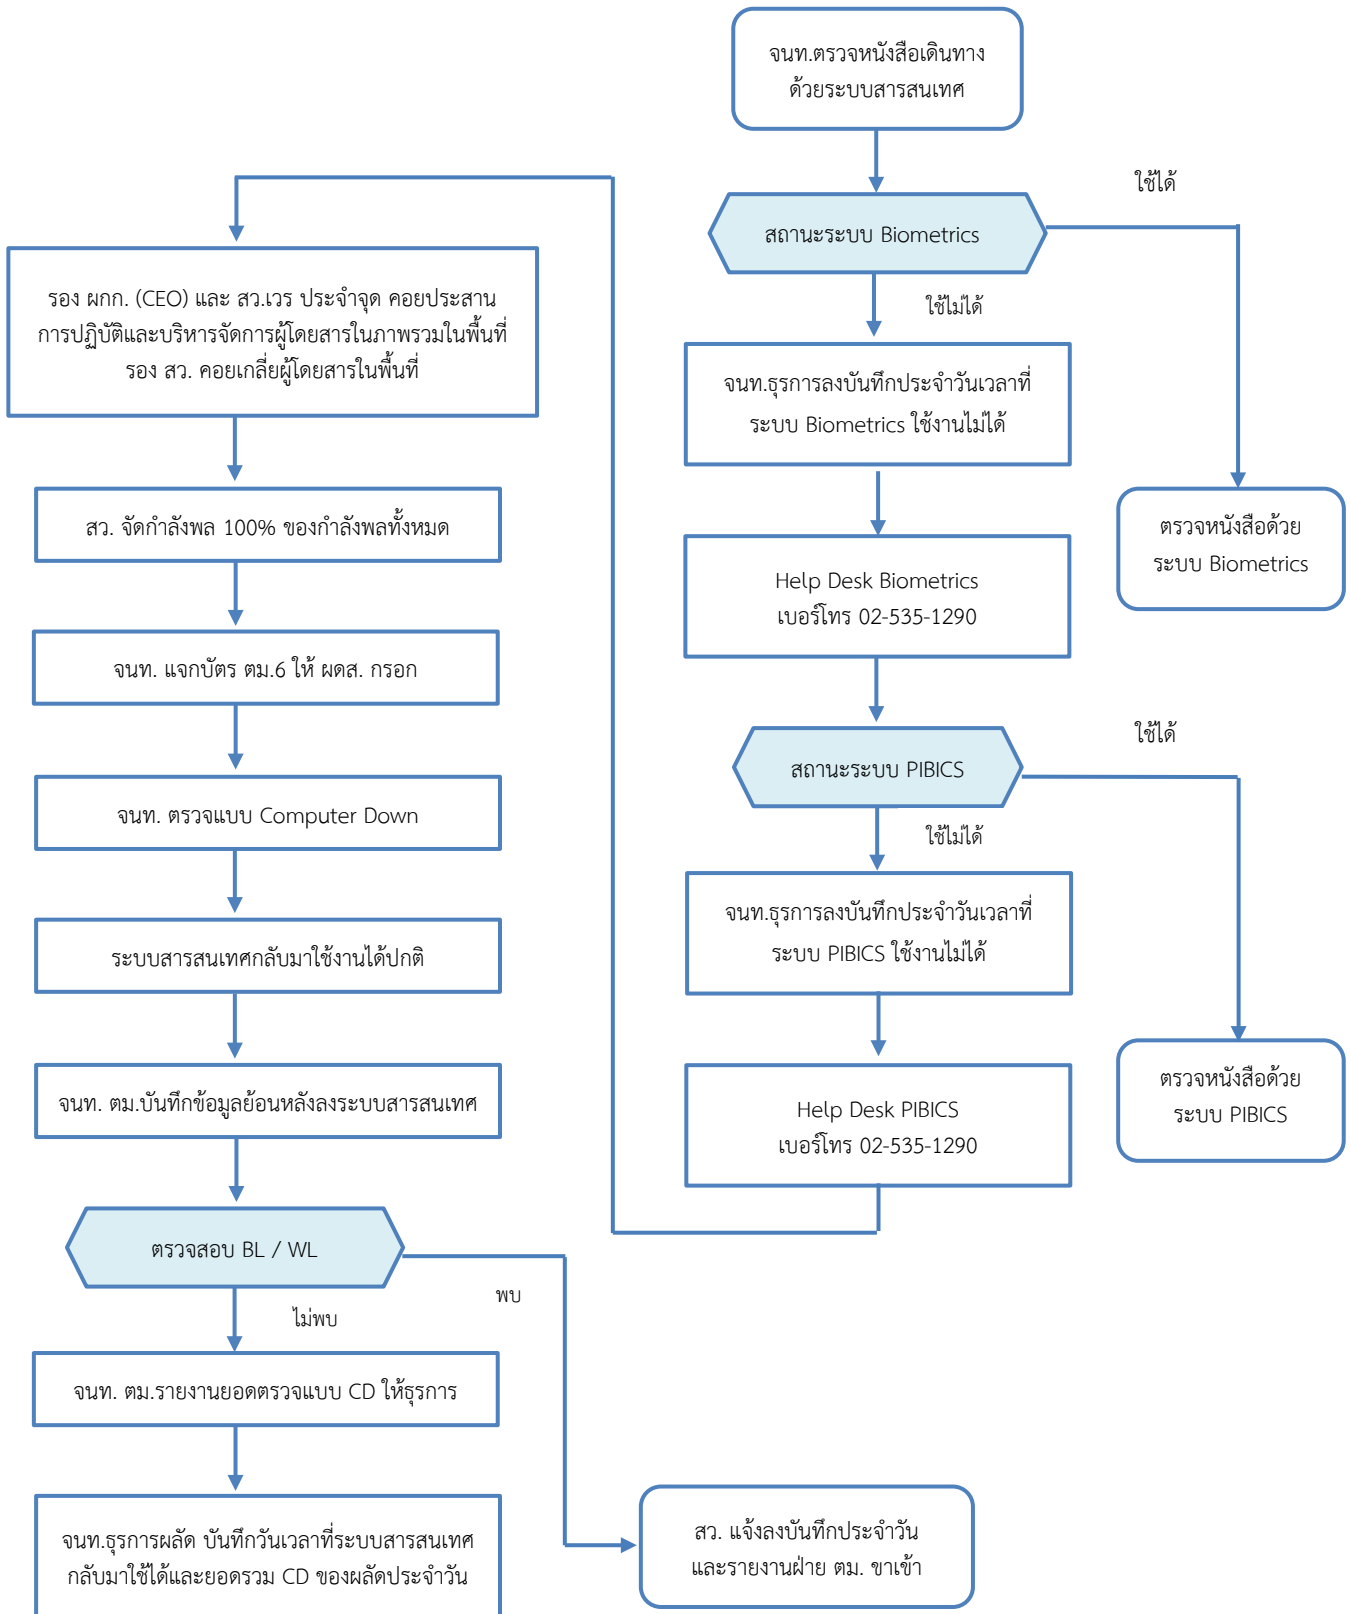 จนท.ตรวจหนังสือเดินทาง
ด้วยระบบสารสนเทศ
สถานะระบบ Biometrics
ใช้ได้
ใช้ไม่ได้
จนท.ธุรการลงบันทึกประจำวันเวลาที่
ระบบ Biometrics ใช้งานไม่ได้
ตรวจหนังสือด้วย
ระบบ Biometrics
Help Desk Biometrics
เบอร์โทร 02-535-1290
สถานะระบบ PIBICS
ใช้ได้
ใช้ไม่ได้
จนท.ธุรการลงบันทึกประจำวันเวลาที่
ระบบ PIBICS ใช้งานไม่ได้
ตรวจหนังสือด้วย
ระบบ PIBICS
Help Desk PIBICS
เบอร์โทร 02-535-1290
รอง ผกก. (CEO) และ สว.เวร ประจำจุด คอยประสาน
การปฏิบัติและบริหารจัดการผู้โดยสารในภาพรวมในพื้นที่
รอง สว. คอยเกลี่ยผู้โดยสารในพื้นที่
สว. จัดกำลังพล 100% ของกำลังพลทั้งหมด
จนท. แจกบัตร ตม.6 ให้ ผดส. กรอก
จนท. ตรวจแบบ Computer Down
ระบบสารสนเทศกลับมาใช้งานได้ปกติ
จนท. ตม.บันทึกข้อมูลย้อนหลังลงระบบสารสนเทศ
ตรวจสอบ BL / WL
พบ
ไม่พบ
จนท. ตม.รายงานยอดตรวจแบบ CD ให้ธุรการ
จนท.ธุรการผลัด บันทึกวันเวลาที่ระบบสารสนเทศ
กลับมาใช้ได้และยอดรวม CD ของผลัดประจำวัน
สว. แจ้งลงบันทึกประจำวัน
และรายงานฝ่าย ตม. ขาเข้า